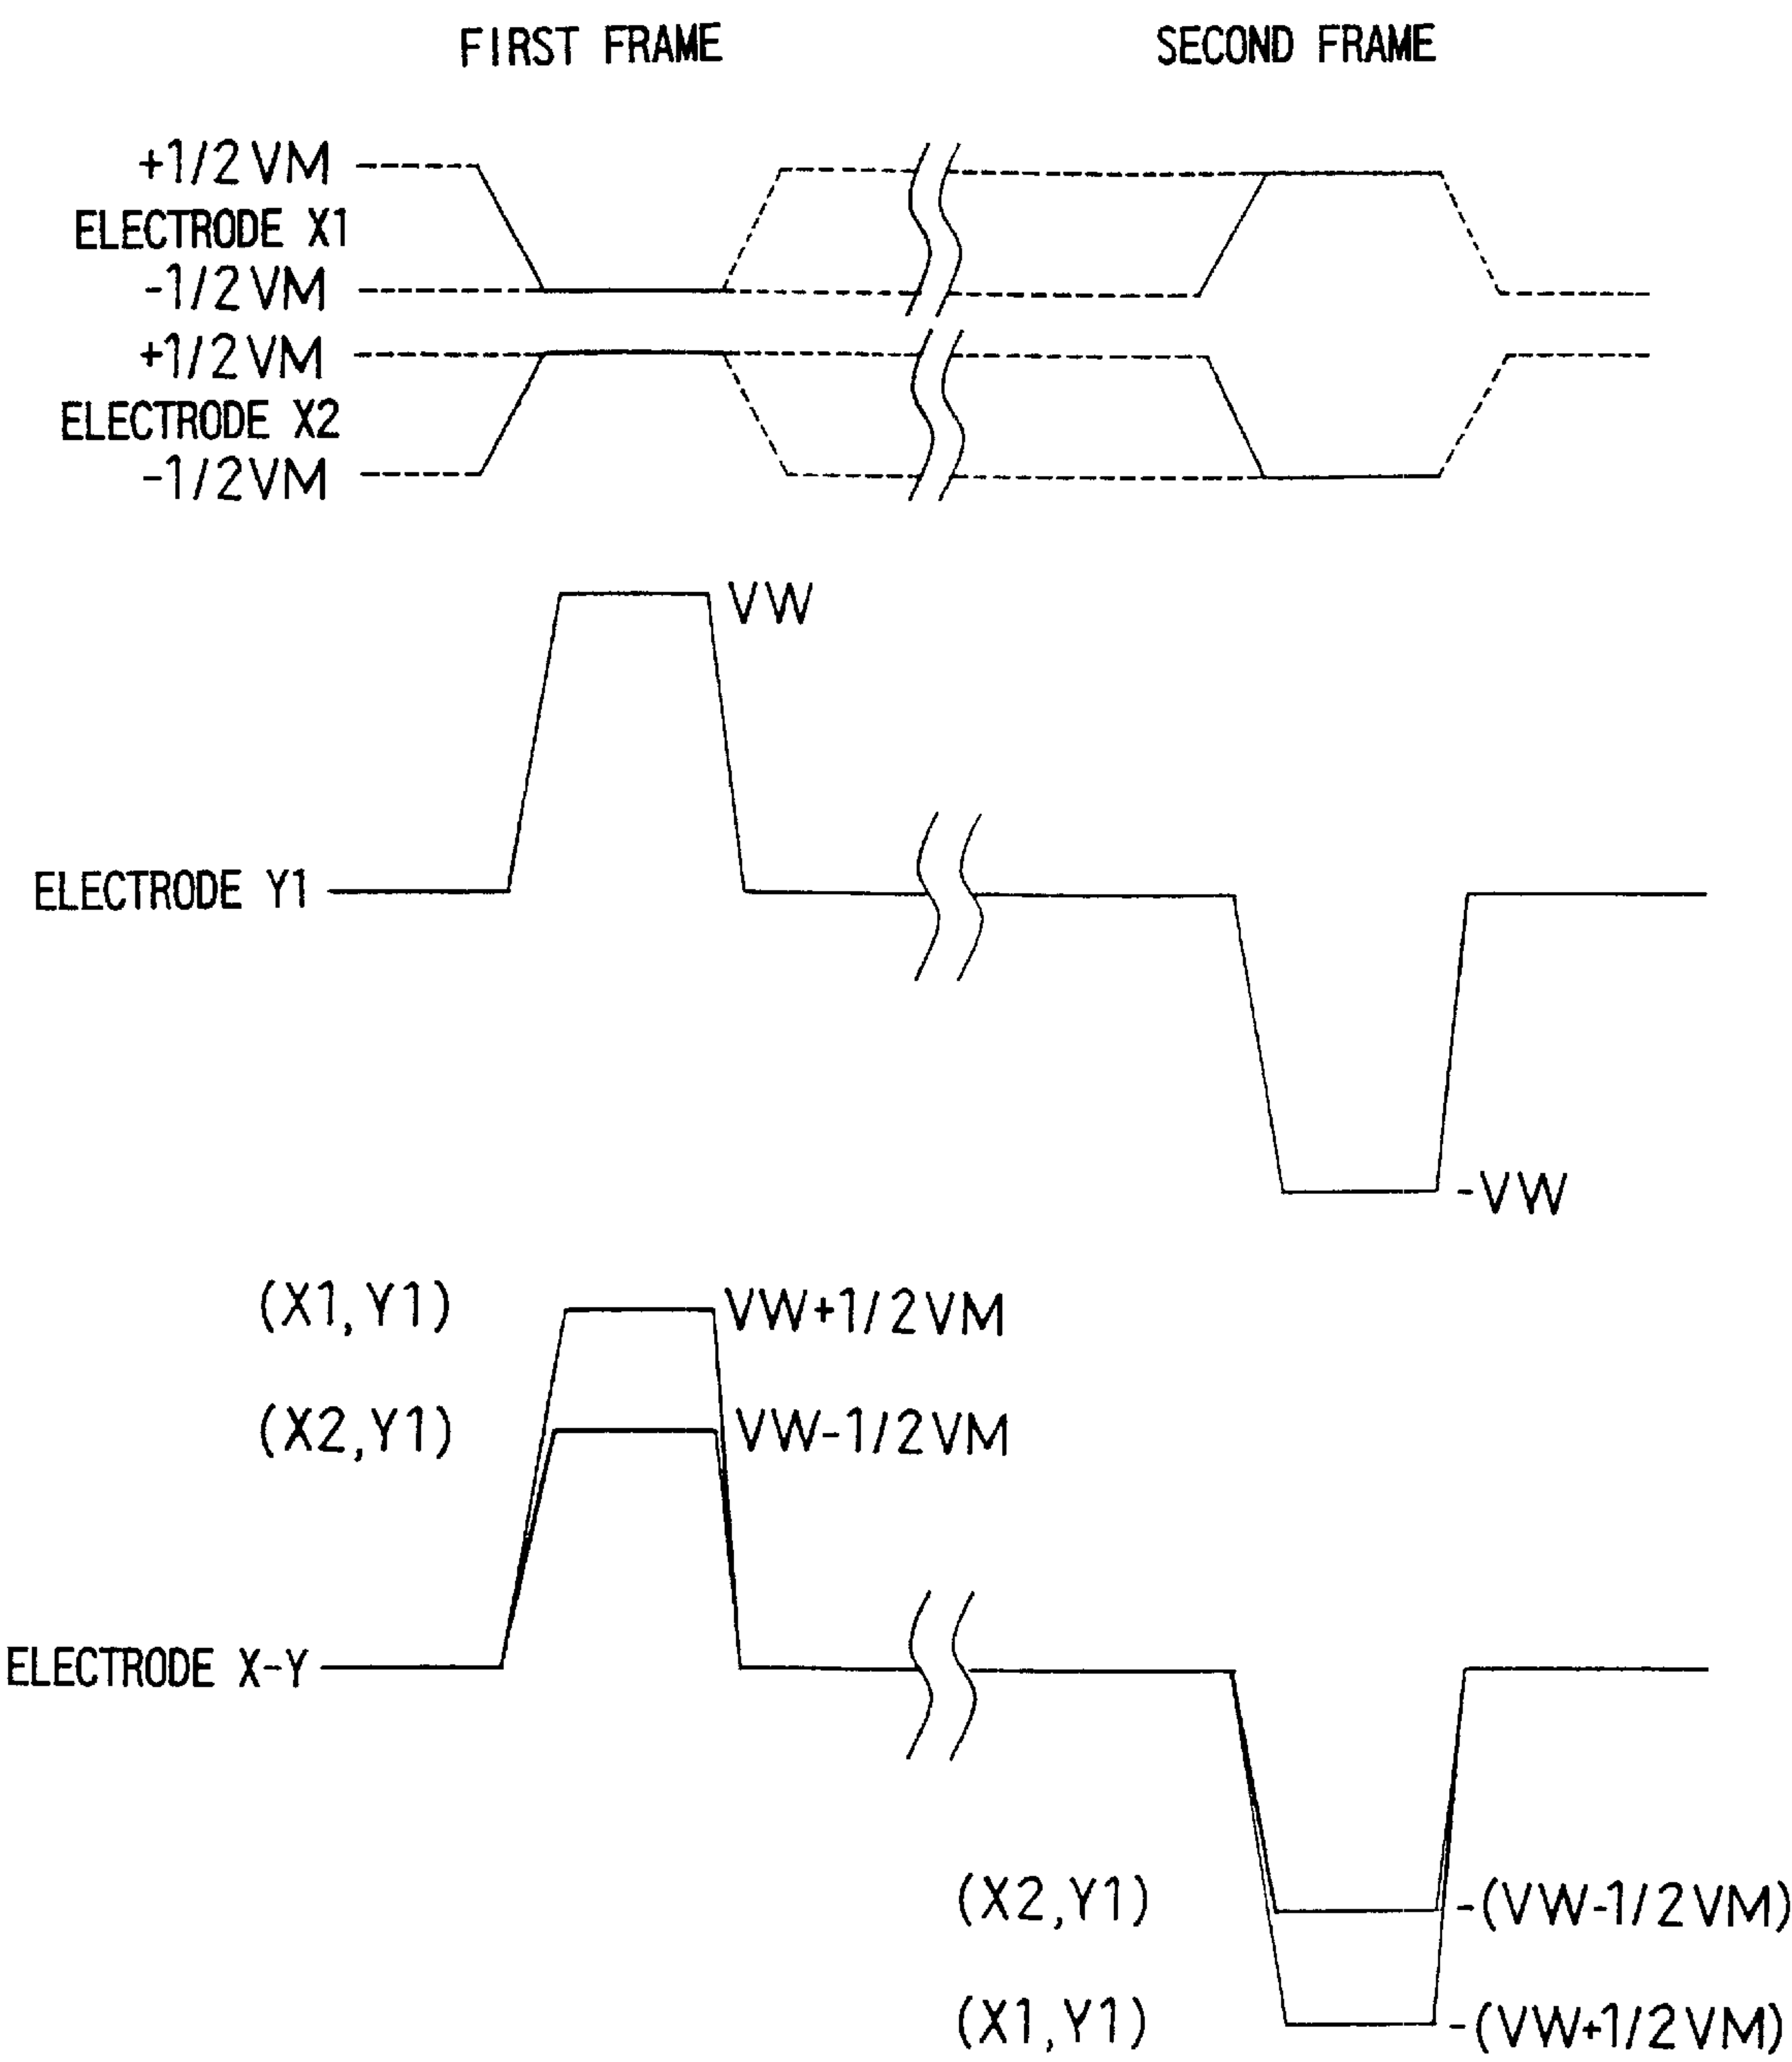 FIRST FRAME SECOND FRAME
+1/2VM
ELECTRODE X1
-1/2VM
+1/2VM
ELECTRODE X2
-1/2VM
VW
ELECTRODE Y1
-VW
(X1,Y1) VW+1/2VM
(X2,Y1) VW-1/2VM
ELECTRODE X-Y
(X2,Y1) -(VW-1/2VM)
(X1,Y1) -(VW+1/2VM)